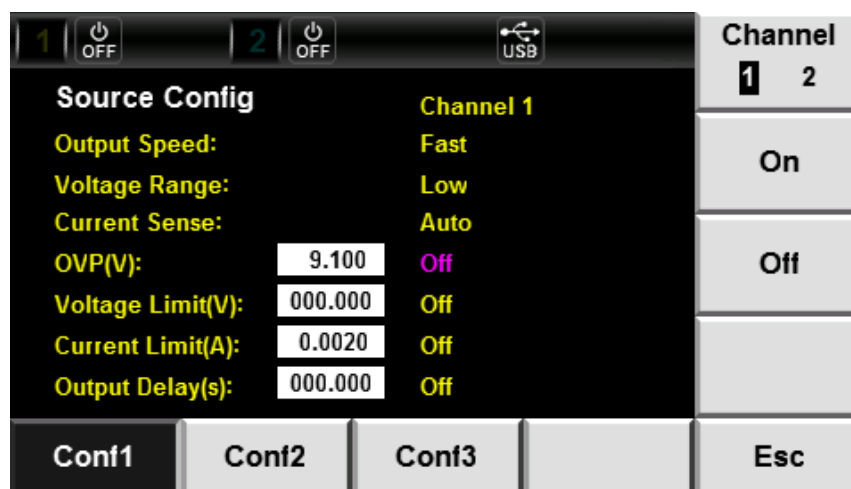 1 OFF 2 OFF USB
Channel
1 2
Source Config Channel 1
Output Speed: Fast
Voltage Range: Low
Current Sense: Auto
OVP(V): 9.100 Off
Voltage Limit(V): 000.000 Off
Current Limit(A): 0.0020 Off
Output Delay(s): 000.000 Off
On
Off
Conf1 Conf2 Conf3 Esc